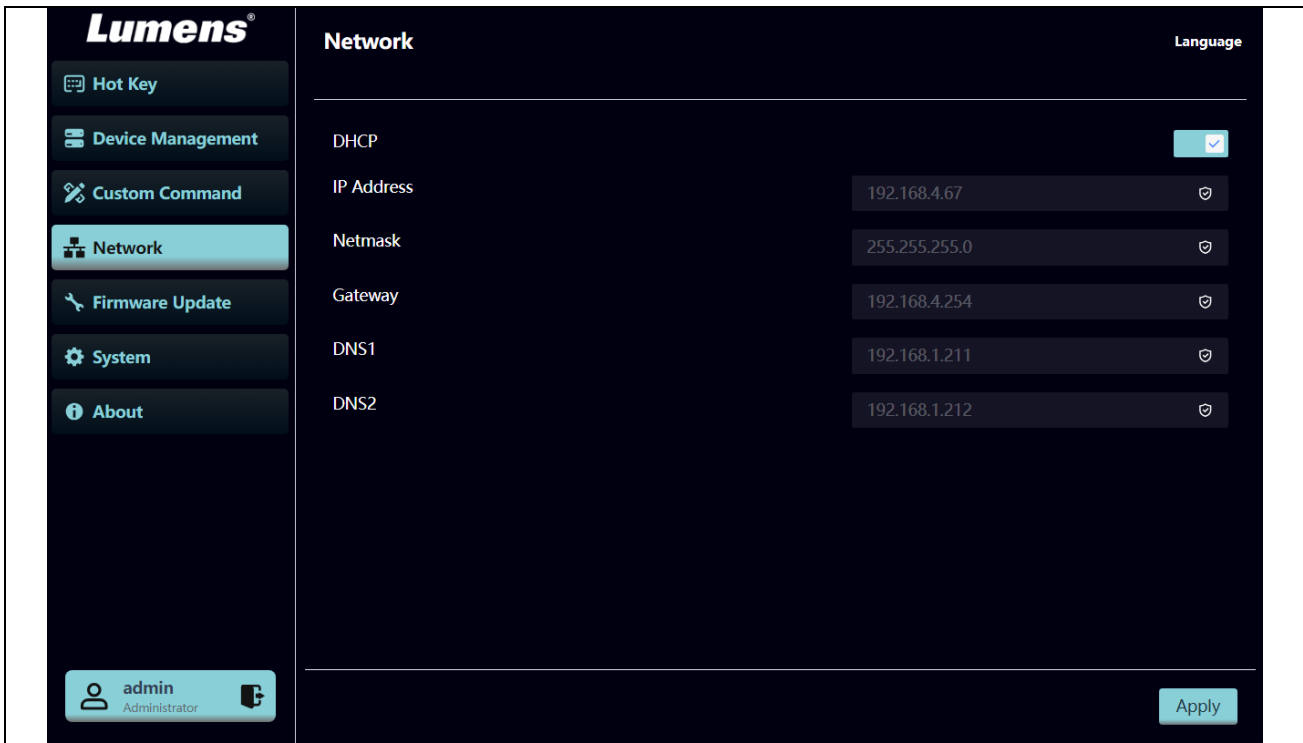 Lumens®
Hot Key
Device Management
Custom Command
Network
Firmware Update
System
About
admin
Administrator
Network
Language
DHCP
IP Address 192.168.4.67
Netmask 255.255.255.0
Gateway 192.168.4.254
DNS1 192.168.1.211
DNS2 192.168.1.212
Apply